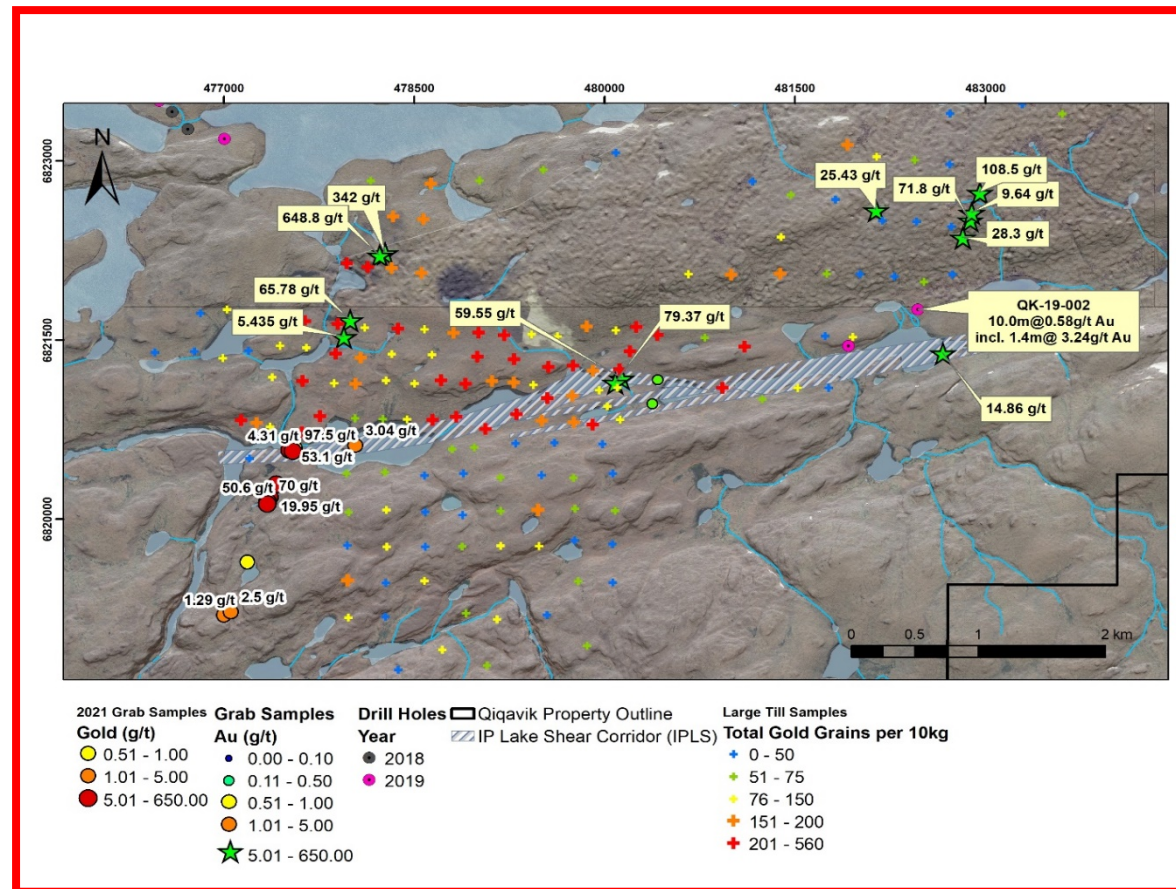 477000 478500 480000 481500 483000
N
6823000
6821500
6820000
342 g/t
648.8 g/t
65.78 g/t
5.435 g/t
59.55 g/t
79.37 g/t
25.43 g/t
108.5 g/t
71.8 g/t
9.64 g/t
28.3 g/t
QK-19-002
10.0m@0.58g/t Au
incl. 1.4m@ 3.24g/t Au
14.86 g/t
4.31 g/t
97.5 g/t
3.04 g/t
53.1 g/t
50.6 g/t
70 g/t
19.95 g/t
1.29 g/t
2.5 g/t
0 0.5 1 2 km
2021 Grab Samples
Gold (g/t)
0.51 - 1.00
1.01 - 5.00
5.01 - 650.00
Grab Samples
Au (g/t)
0.00 - 0.10
0.11 - 0.50
0.51 - 1.00
1.01 - 5.00
5.01 - 650.00
Drill Holes
Year
2018
2019
Qiqavik Property Outline
IP Lake Shear Corridor (IPLS)
Large Till Samples
Total Gold Grains per 10kg
0 - 50
51 - 75
76 - 150
151 - 200
201 - 560